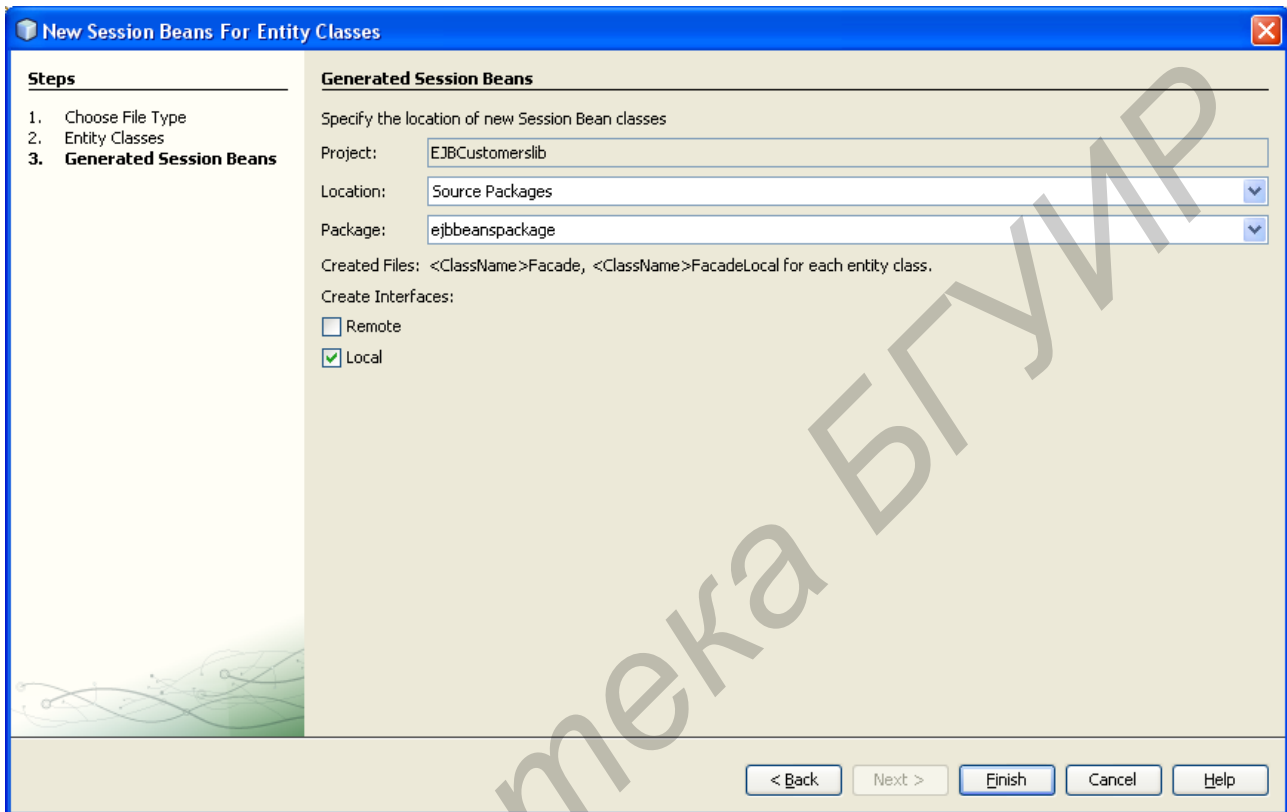 New Session Beans For Entity Classes
Steps
1. Choose File Type
2. Entity Classes
3. Generated Session Beans
Generated Session Beans
Specify the location of new Session Bean classes
Project: EJBCustomerslib
Location: Source Packages
Package: ejbbeanspackage
Created Files: <ClassName>Facade, <ClassName>FacadeLocal for each entity class.
Create Interfaces:
Remote
Local
< Back Next > Finish Cancel Help
тека БГУИР